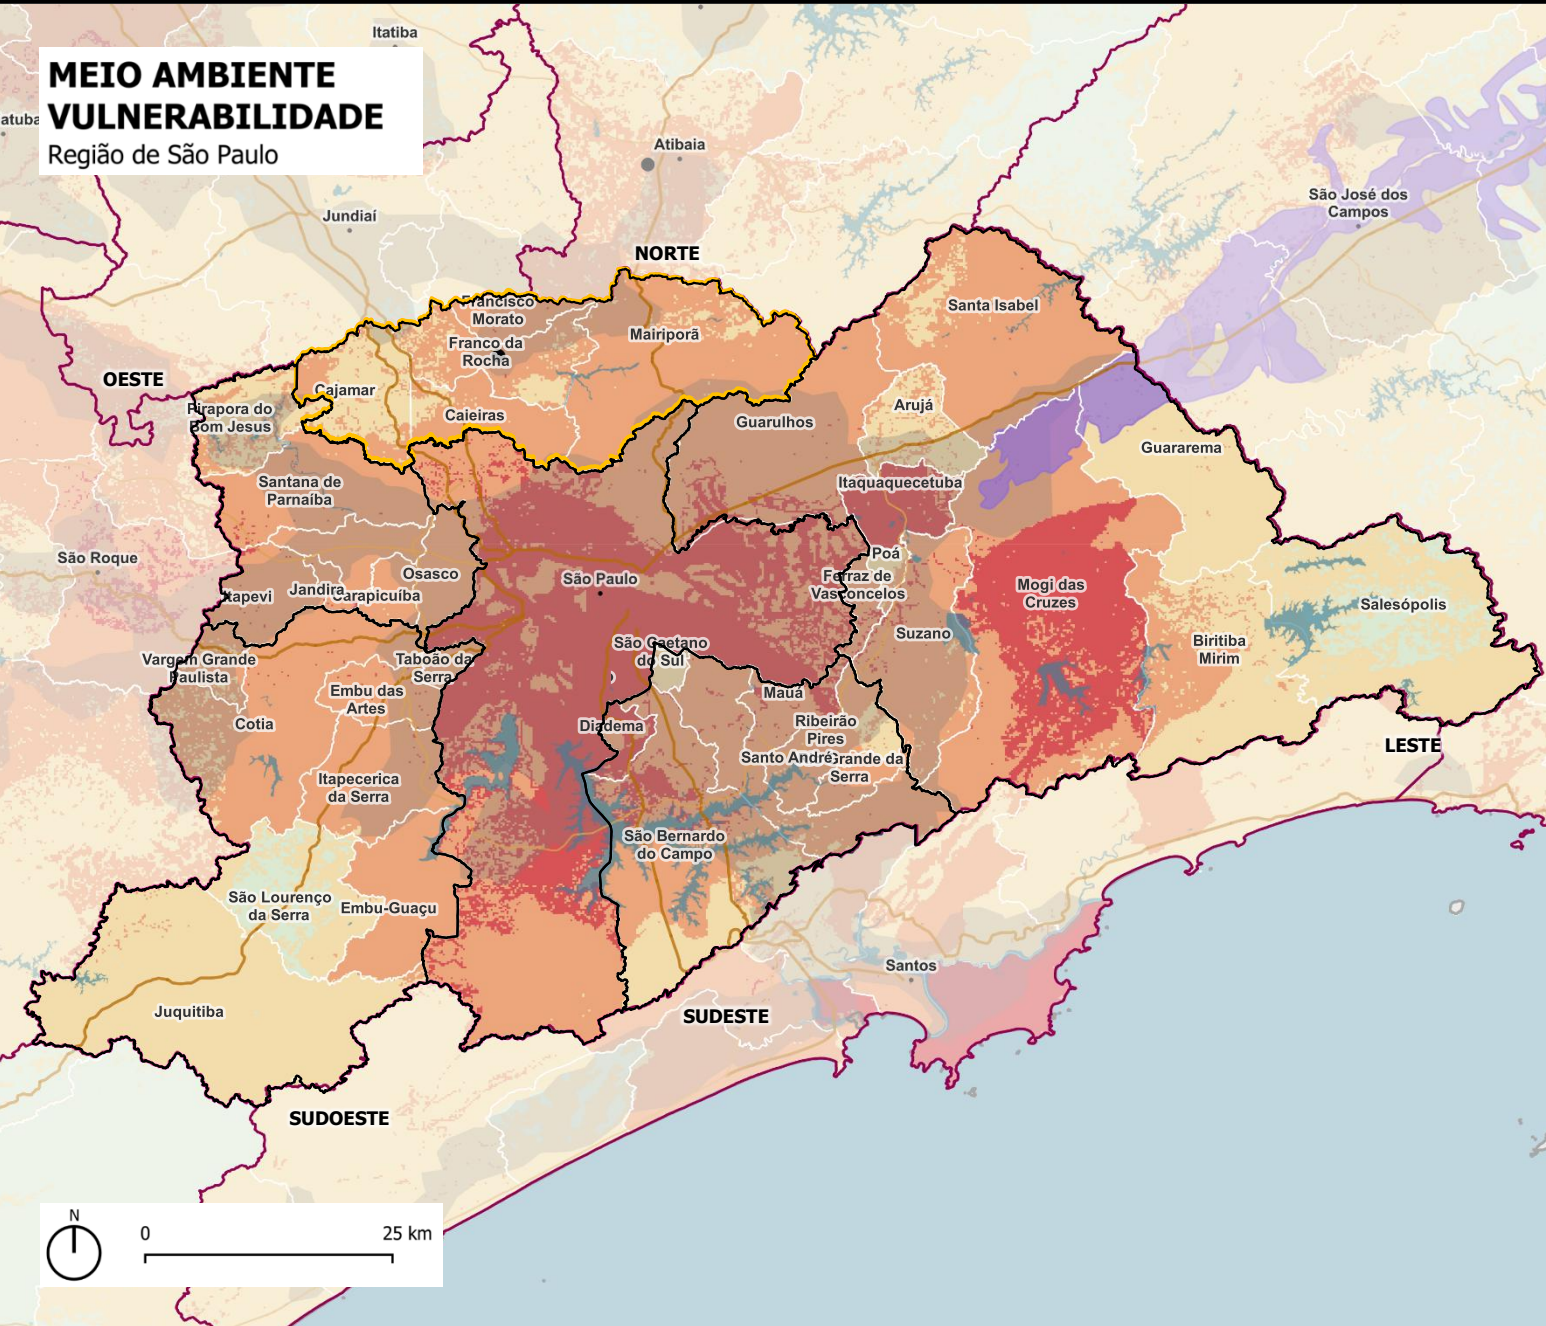 MEIO AMBIENTE
VULNERABILIDADE
Região de São Paulo
Itatiba
atuba
Atibaia
Jundiaí
São José dos
Campos
NORTE
OESTE
Francisco
Morato
Franco da
Rocha
Mairiporã
Santa Isabel
Cajamar
Caieiras
Pirapora do
Bom Jesus
Guarulhos
Arujá
Guararema
Santana de
Parnaíba
Itaquaquecetuba
São Roque
Osasco
Jandira
Carapicuíba
Itapevi
São Paulo
Poá
Ferraz de
Vasconcelos
Mogi das
Cruzes
Salesópolis
Suzano
Biritiba
Mirim
São Caetano
do Sul
Vargem Grande
Paulista
Taboão da
Serra
Embu das
Artes
Cotia
Mauá
Diadema
Ribeirão
Pires
Santo André
Grande da
Serra
LESTE
Itapecerica
da Serra
São Bernardo
do Campo
São Lourenço
da Serra
Embu-Guaçu
Santos
Juquitiba
SUDESTE
SUDOESTE
N
0
25 km